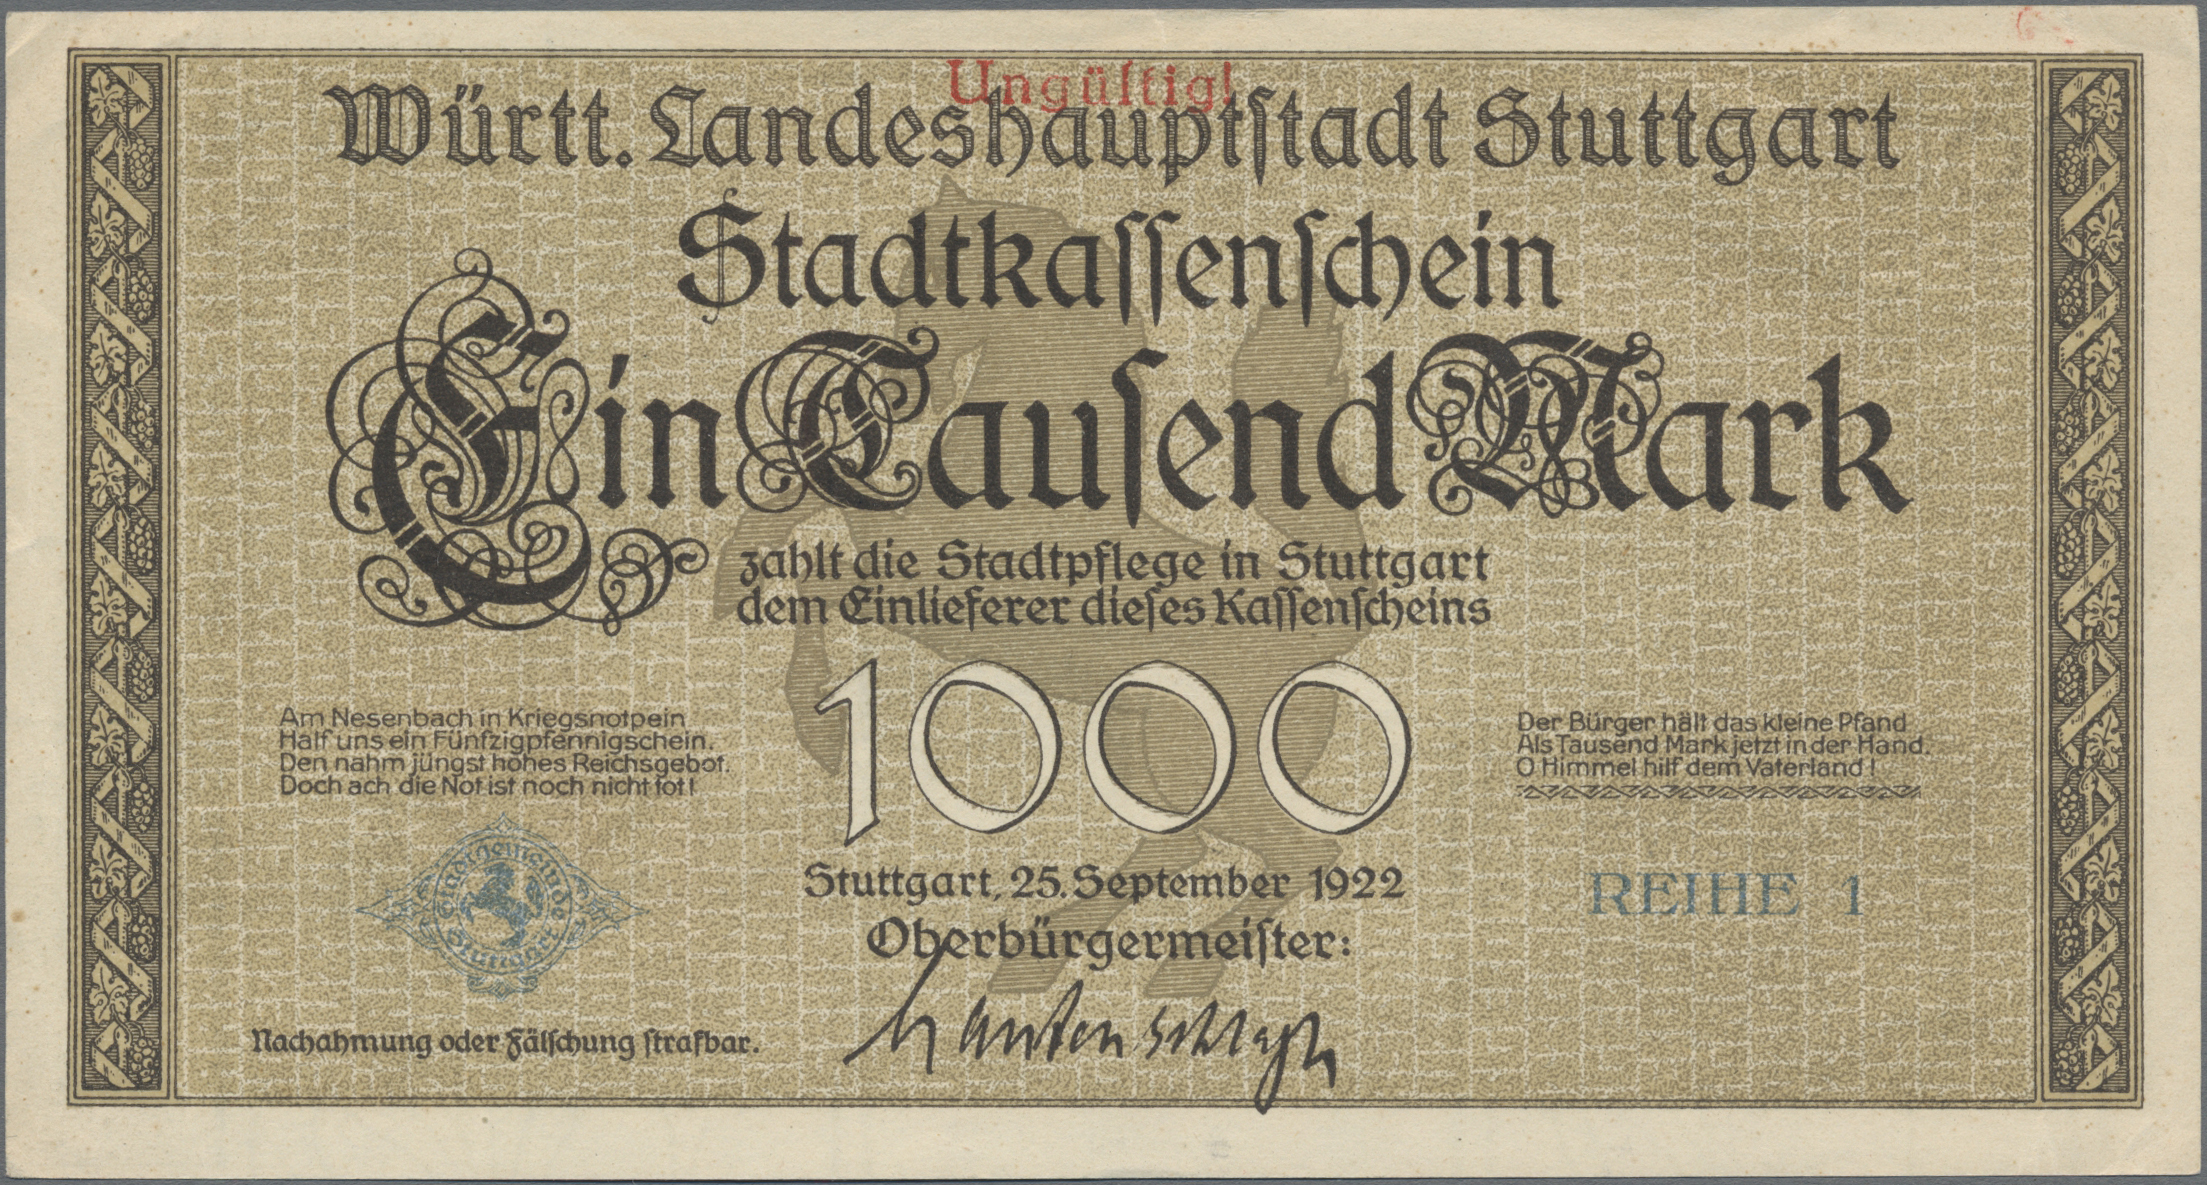 Ungültig!
Württ. Landeshauptſtadt Stuttgart
Stadtkaſſenſchein
Ein Tauſend Mark
zahlt die Stadtpflege in Stuttgart
dem Einlieferer dieſes Kaſſenſcheins
1000
Am Nesenbach in Kriegsnotpein
Half uns ein Fünfzigpfennigschein.
Den nahm jüngst hohes Reichsgebot.
Doch ach die Not ist noch nicht tot!
Der Bürger hält das kleine Pfand
Als Tausend Mark jetzt in der Hand.
O Himmel hilf dem Vaterland!
Stadtgemeinde Stuttgart
REIHE 1
Stuttgart, 25. September 1922
Oberbürgermeiſter:
Lautenschlager
Nachahmung oder Fälſchung ſtrafbar.